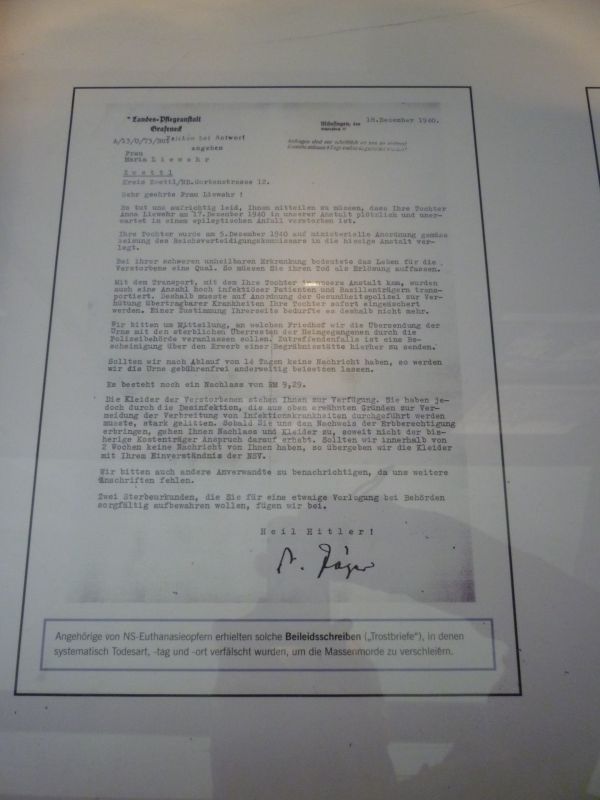 Landes-Pflegeanstalt
Grafeneck
Münsingen, den
18.Dezember 1940.
Zeichen bei Antwort
angeben
Frau
Maria L i e w e h r
Z w e t t l
Kreis Zwettl/ND.Gartenstrasse 12.
Sehr geehrte Frau Liewehr !
Es tut uns aufrichtig leid, Ihnen mitteilen zu müssen, dass Ihre Tochter
Anna Liewehr am 17.Dezember 1940 in unserer Anstalt plötzlich und uner-
wartet in einem epileptischen Anfall verstorben ist.
Ihre Tochter wurde am 5.Dezember 1940 auf ministerielle Anordnung gemäss
Weisung des Reichsverteidigungskommissars in die hiesige Anstalt ver-
legt.
Bei ihrer schweren unheilbaren Erkrankung bedeutete das Leben für die
Verstorbene eine Qual. So müssen Sie ihren Tod als Erlösung auffassen.
Mit dem Transport, mit dem Ihre Tochter in unsere Anstalt kam, wurden
auch eine Anzahl hoch infektiöser Patienten und Bazillenträgern trans-
portiert. Deshalb musste auf Anordnung der Gesundheitspolizei zur Ver-
hütung übertragbarer Krankheiten Ihre Tochter sofort eingeäschert
werden. Einer Zustimmung Ihrerseits bedurfte es deshalb nicht mehr.
Wir bitten um Mitteilung, an welchen Friedhof wir die Übersendung der
Urne mit den sterblichen Überresten der Heimgegangenen durch die
Polizeibehörde veranlassen sollen. Zutreffendenfalls ist eine Be-
scheinigung über den Erwerb einer Begräbnisstätte hierher zu senden.
Sollten wir nach Ablauf von 14 Tagen keine Nachricht haben, so werden
wir die Urne gebührenfrei anderweitig beisetzen lassen.
Es besteht noch ein Nachlass von RM 9,29.
Die Kleider der Verstorbenen stehen Ihnen zur Verfügung. Sie haben je-
doch durch die Desinfektion, die aus oben erwähnten Gründen zur Ver-
meidung der Verbreitung von Infektionskrankheiten durchgeführt werden
musste, stark gelitten. Sobald Sie uns den Nachweis der Erbberechtigung
erbringen, gehen Ihnen Nachlass und Kleider zu, soweit nicht der bis-
herige Kostenträger Anspruch darauf erhebt. Sollten wir innerhalb von
2 Wochen keine Nachricht von Ihnen haben, so übergeben wir die Kleider
mit Ihrem Einverständnis der NSV.
Wir bitten auch andere Anverwandte zu benachrichtigen, da uns weitere
Anschriften fehlen.
Zwei Sterbeurkunden, die Sie für eine etwaige Vorlegung bei Behörden
sorgfältig aufbewahren wollen, fügen wir bei.
H e i l  H i t l e r !
Dr. Jäger
Angehörige von NS-Euthanasieopfern erhielten solche Beileidsschreiben („Trostbriefe“), in denen
systematisch Todesart, -tag und -ort verfälscht wurden, um die Massenmorde zu verschleiern.